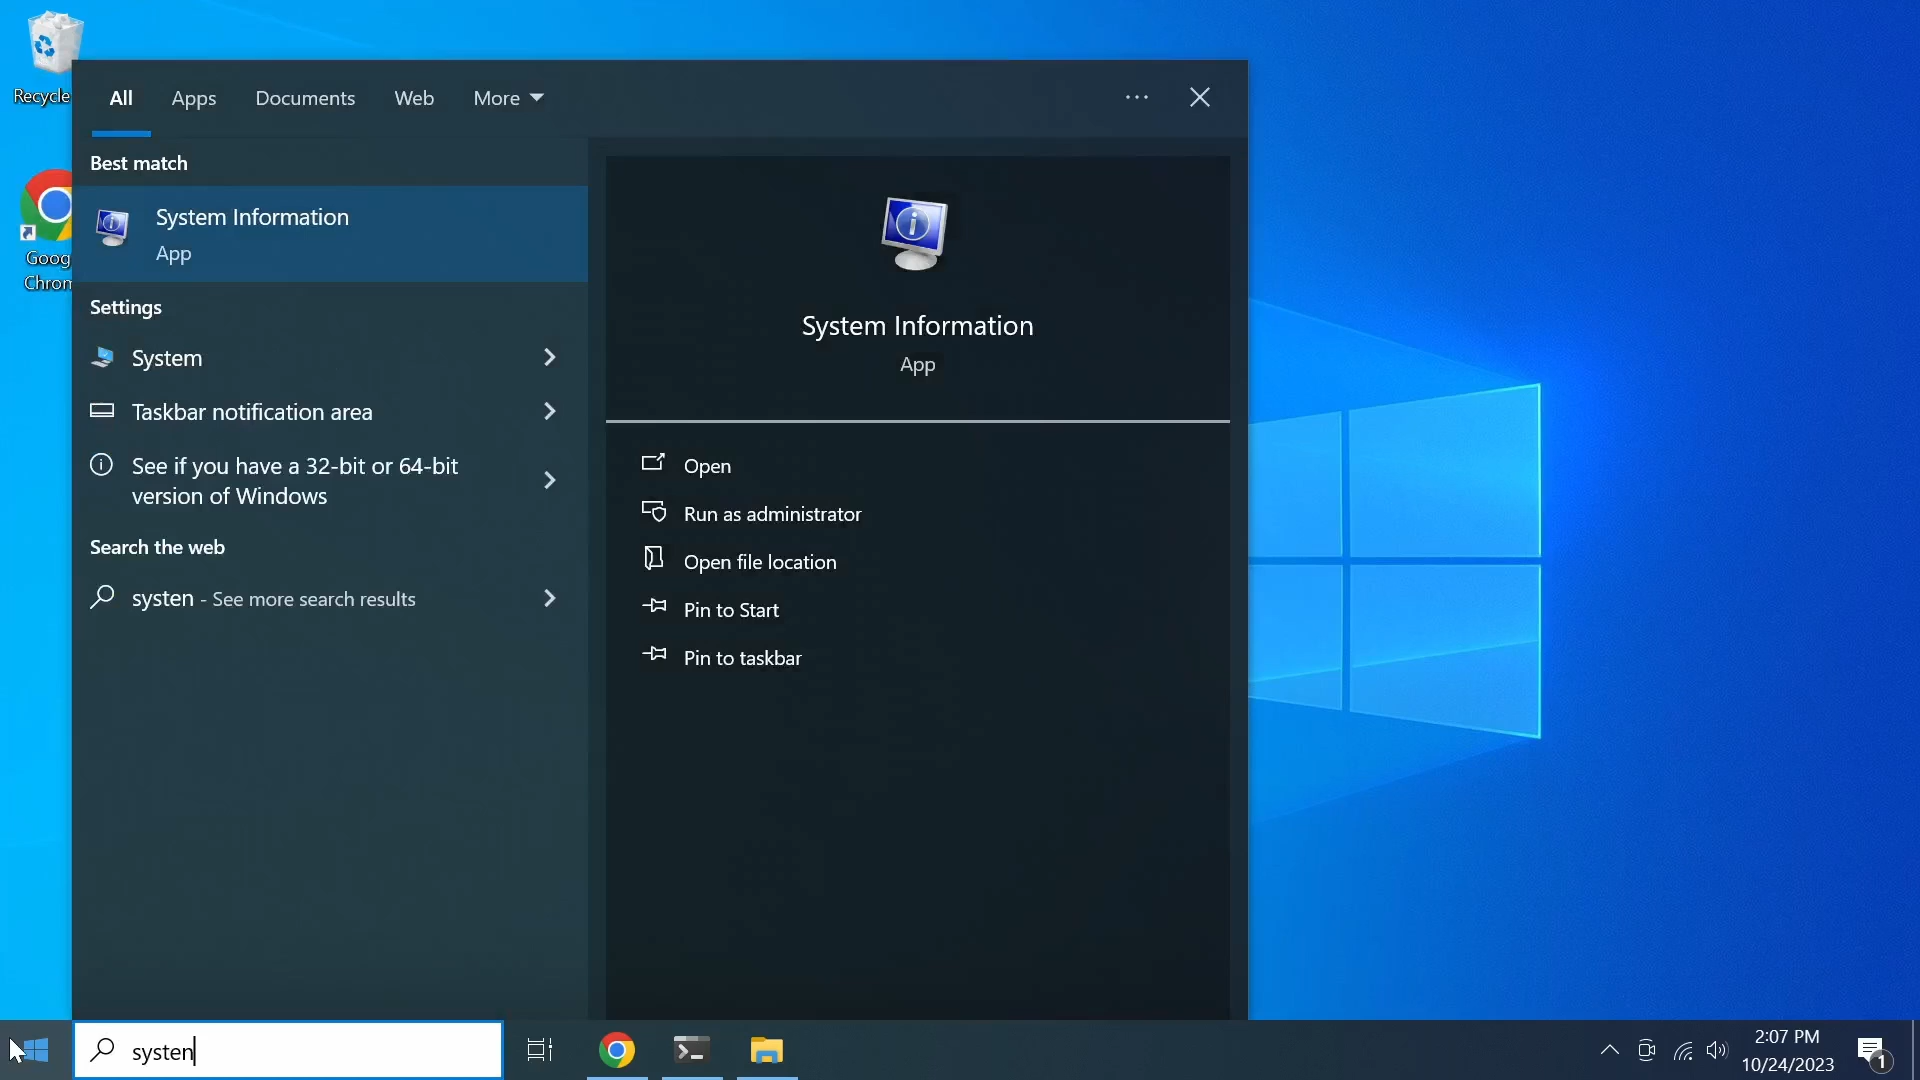 Recycle
Goog
Chrom
All Apps Documents Web More
Best match
System Information
App
Settings
System
Taskbar notification area
See if you have a 32-bit or 64-bit
version of Windows
Search the web
systen - See more search results
System Information
App
Open
Run as administrator
Open file location
Pin to Start
Pin to taskbar
systen
2:07 PM
10/24/2023
1